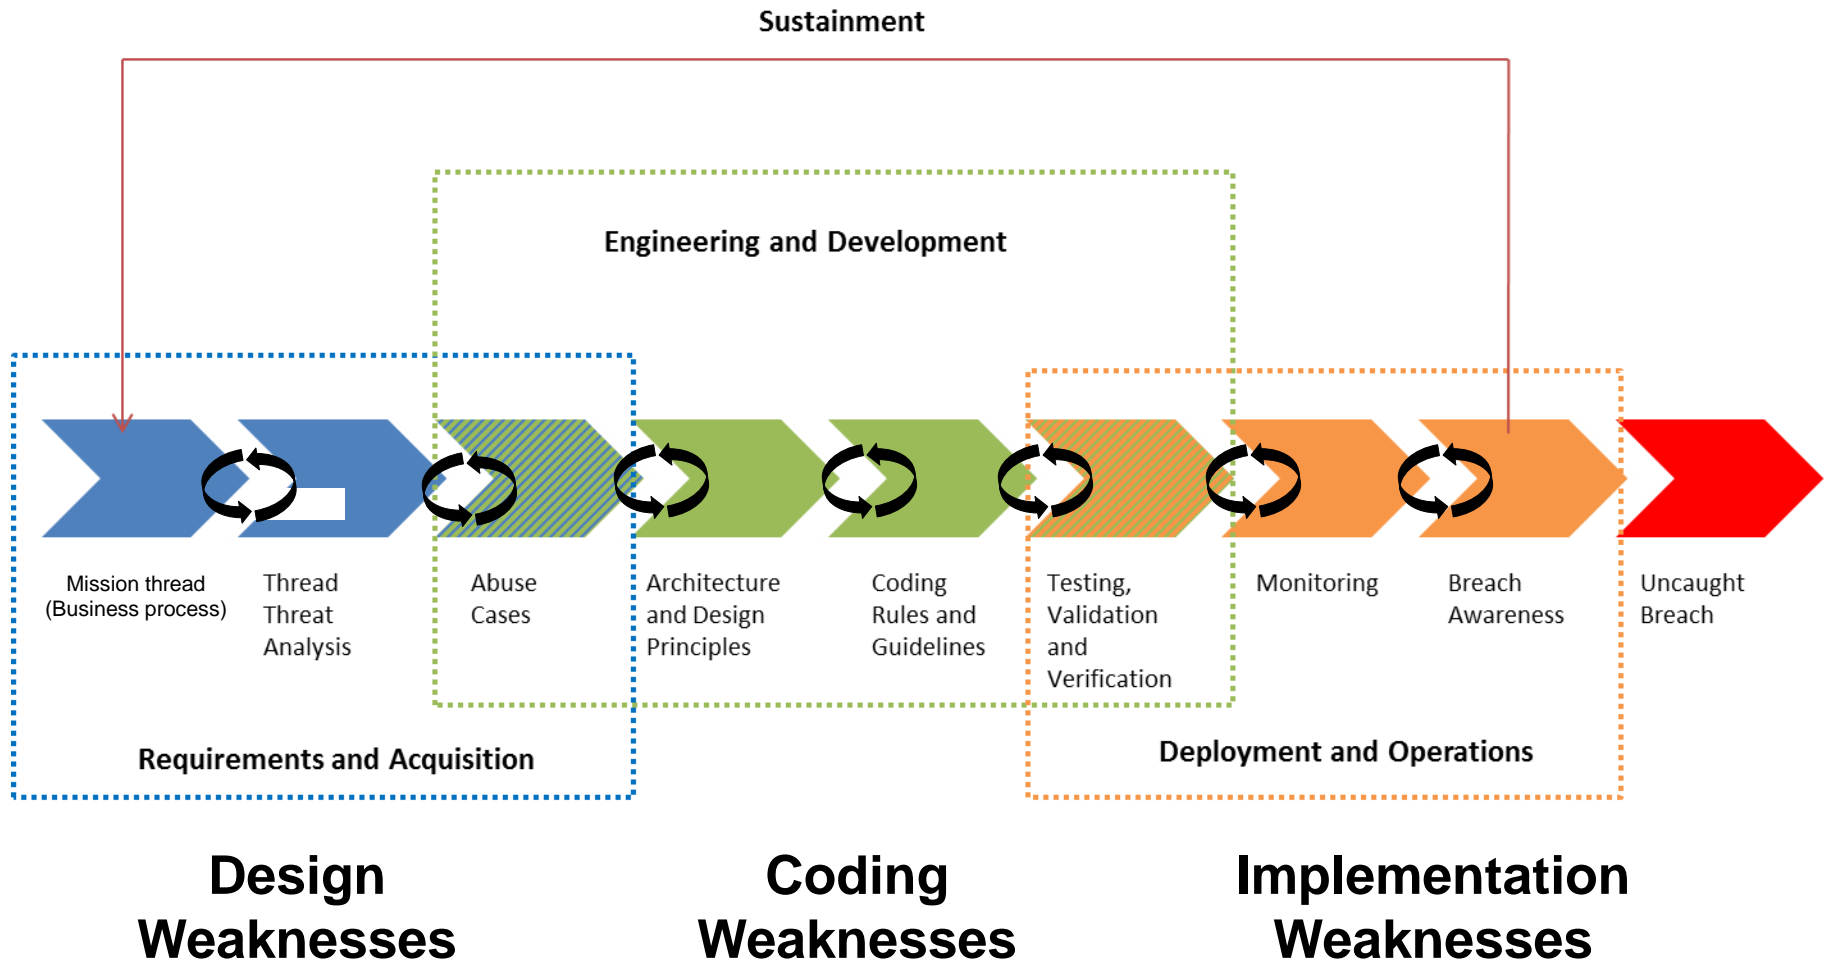 Sustainment
Engineering and Development
Mission thread
(Business process)
Thread
Threat
Analysis
Abuse
Cases
Architecture
and Design
Principles
Coding
Rules and
Guidelines
Testing,
Validation
and
Verification
Monitoring
Breach
Awareness
Uncaught
Breach
Requirements and Acquisition
Deployment and Operations
Design
Weaknesses
Coding
Weaknesses
Implementation
Weaknesses